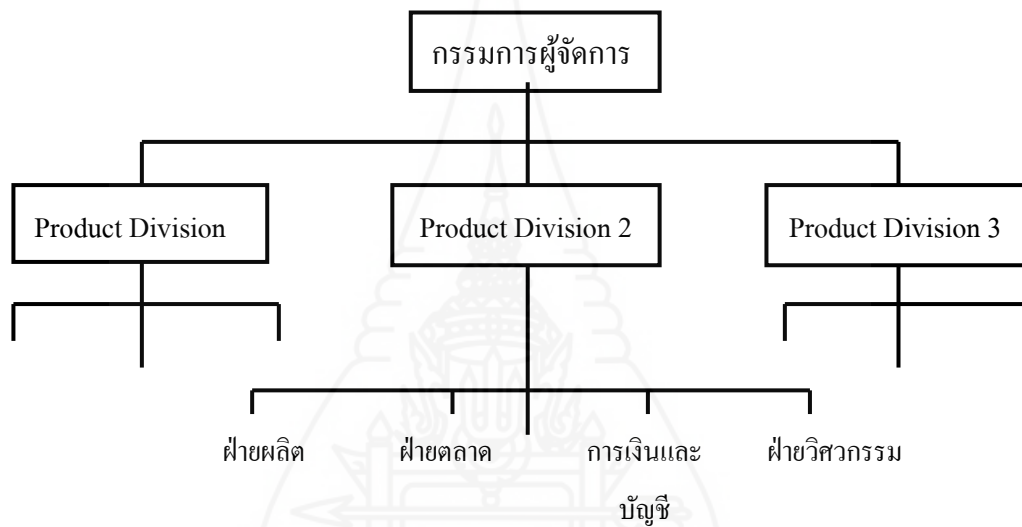 กรรมการผู้จัดการ
Product Division
Product Division 2
Product Division 3
ฝ่ายผลิต
ฝ่ายตลาด
การเงินและ
บัญชี
ฝ่ายวิศวกรรม